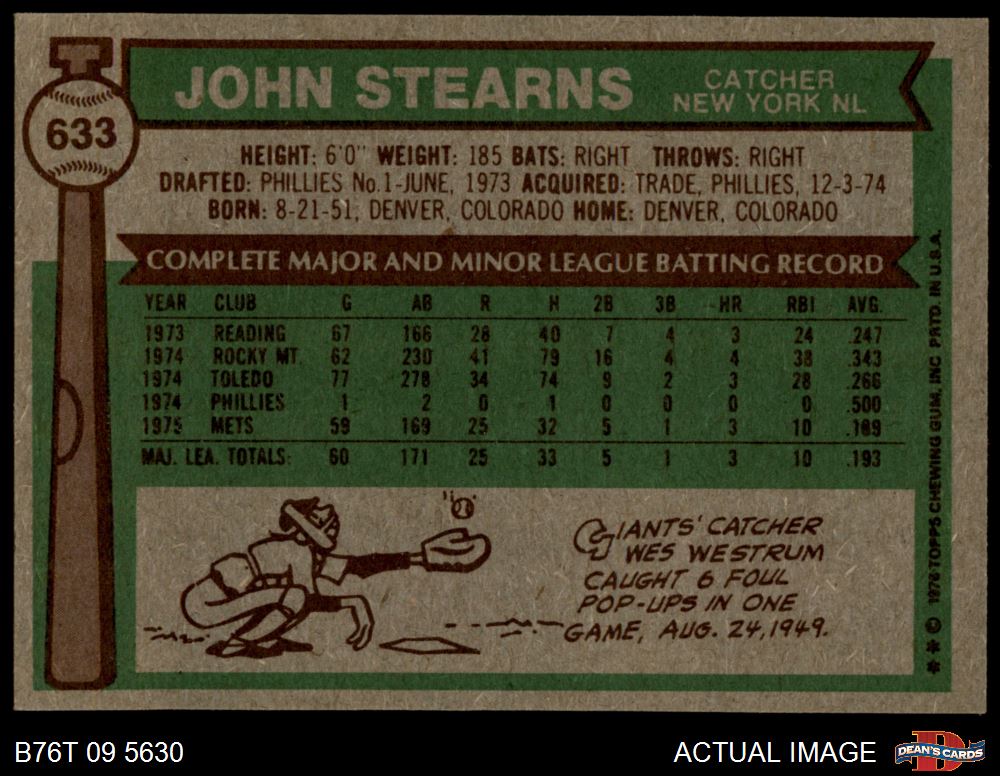 633
JOHN STEARNS
CATCHER
NEW YORK NL
HEIGHT: 6'0" WEIGHT: 185 BATS: RIGHT THROWS: RIGHT
DRAFTED: PHILLIES No.1-JUNE, 1973 ACQUIRED: TRADE, PHILLIES, 12-3-74
BORN: 8-21-51, DENVER, COLORADO HOME: DENVER, COLORADO
COMPLETE MAJOR AND MINOR LEAGUE BATTING RECORD
YEAR CLUB G AB R H 2B 3B HR RBI AVG.
1973 READING 67 166 28 40 7 4 3 24 .247
1974 ROCKY MT. 62 230 41 79 16 4 4 38 .343
1974 TOLEDO 77 278 34 74 9 2 3 28 .266
1974 PHILLIES 1 2 0 1 0 0 0 0 .500
1975 METS 59 169 25 32 5 1 3 10 .189
MAJ. LEA. TOTALS: 60 171 25 33 5 1 3 10 .193
GIANTS' CATCHER
WES WESTRUM
CAUGHT 6 FOUL
POP-UPS IN ONE
GAME, AUG. 24, 1949.
** © 1976 TOPPS CHEWING GUM, INC PRTD. IN U.S.A.
B76T 09 5630
ACTUAL IMAGE
D
DEAN'S CARDS